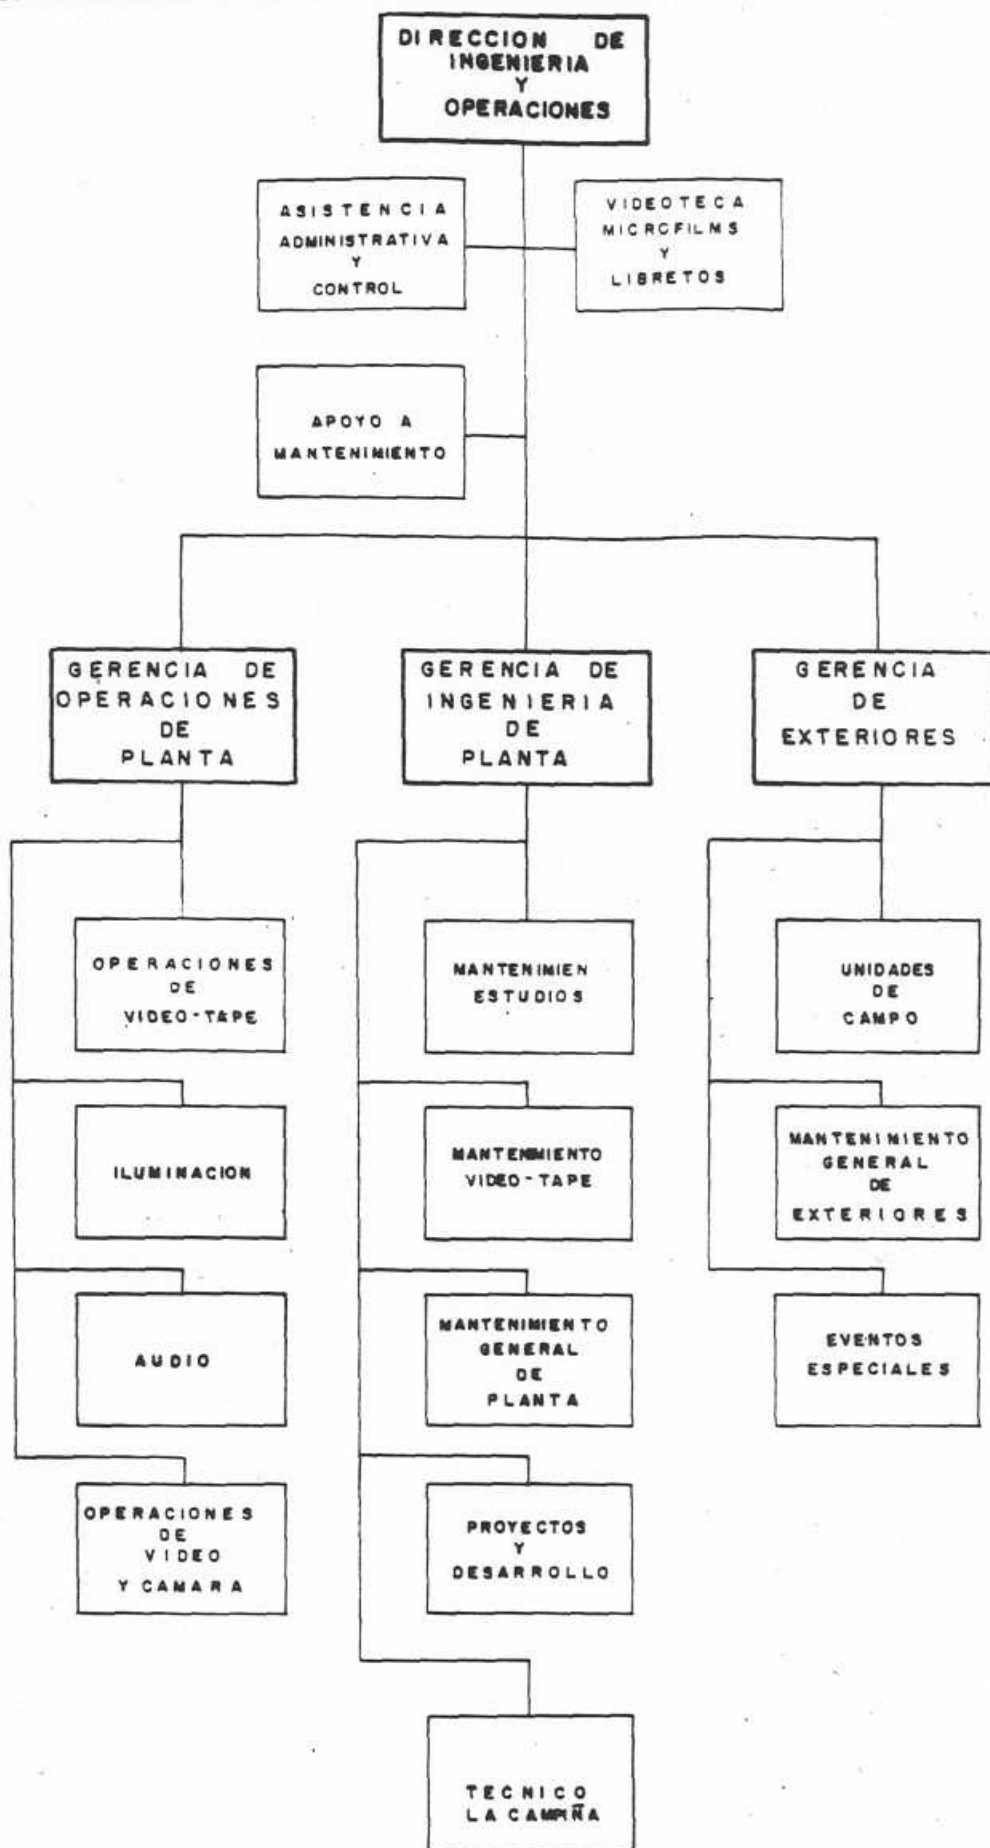 DIRECCION DE
INGENIERIA
Y
OPERACIONES
ASISTENCIA
ADMINISTRATIVA
Y
CONTROL
VIDEOTECA
MICROFILMS
Y
LIBRETOS
APOYO A
MANTENIMIENTO
GERENCIA DE
OPERACIONES
DE
PLANTA
GERENCIA DE
INGENIERIA
DE
PLANTA
GERENCIA
DE
EXTERIORES
OPERACIONES
DE
VIDEO-TAPE
MANTENIMIEN
ESTUDIOS
UNIDADES
DE
CAMPO
ILUMINACION
MANTENIMIENTO
VIDEO-TAPE
MANTENIMIENTO
GENERAL
DE
EXTERIORES
AUDIO
MANTENIMIENTO
GENERAL
DE
PLANTA
EVENTOS
ESPECIALES
OPERACIONES
DE
VIDEO
Y CAMARA
PROYECTOS
Y
DESARROLLO
TECNICO
LA CAMPIÑA